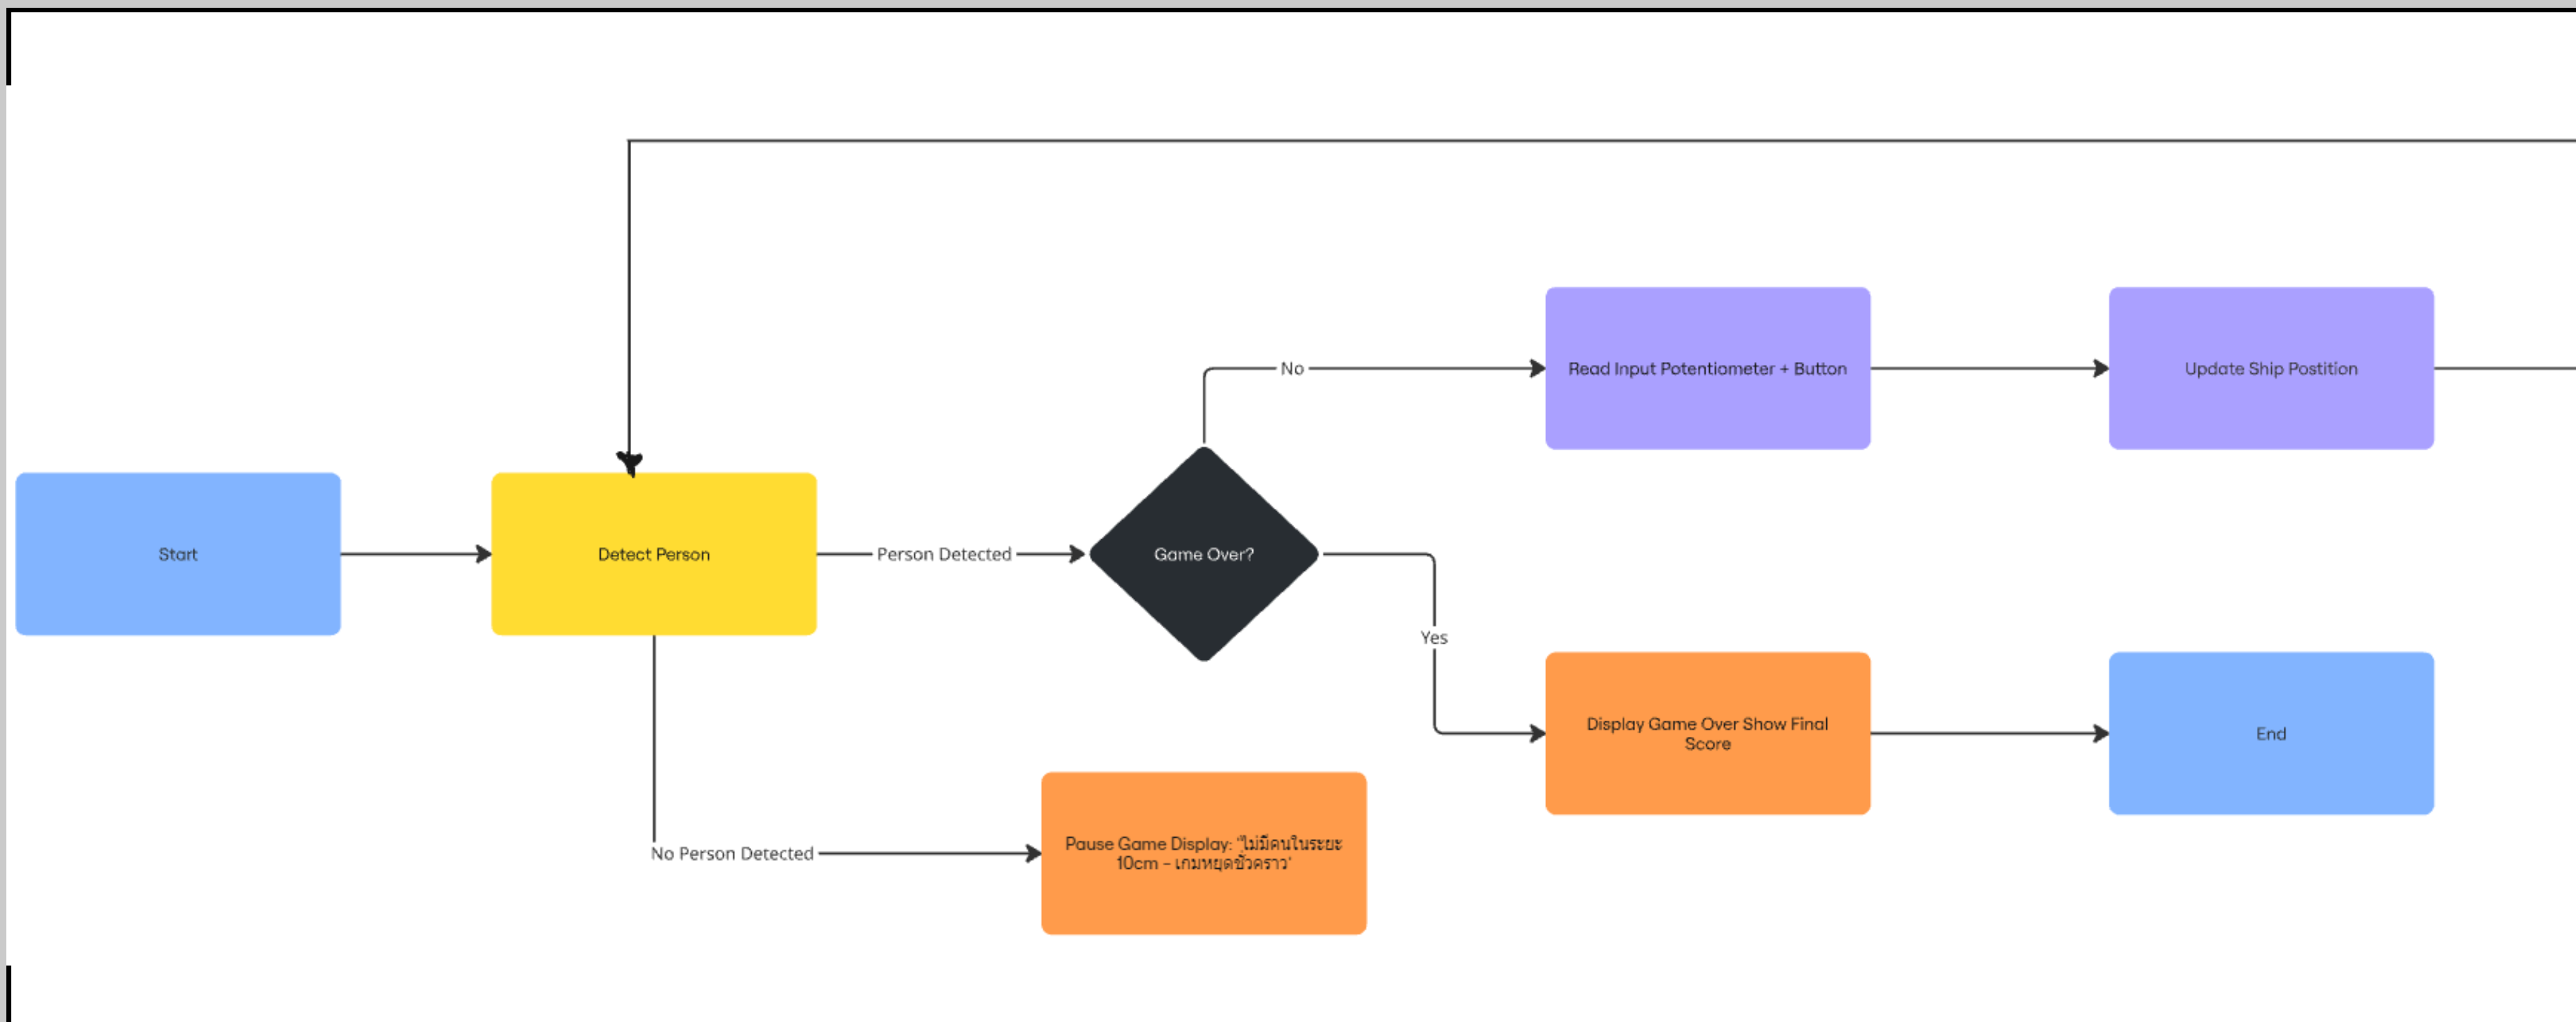 No
Read Input Potentiometer + Button
Update Ship Postition
Start
Detect Person
Person Detected
Game Over?
Yes
Display Game Over Show Final
Score
End
No Person Detected
Pause Game Display: "ไม่มีคนในระยะ
10cm - เกมหยุดชั่วคราว"